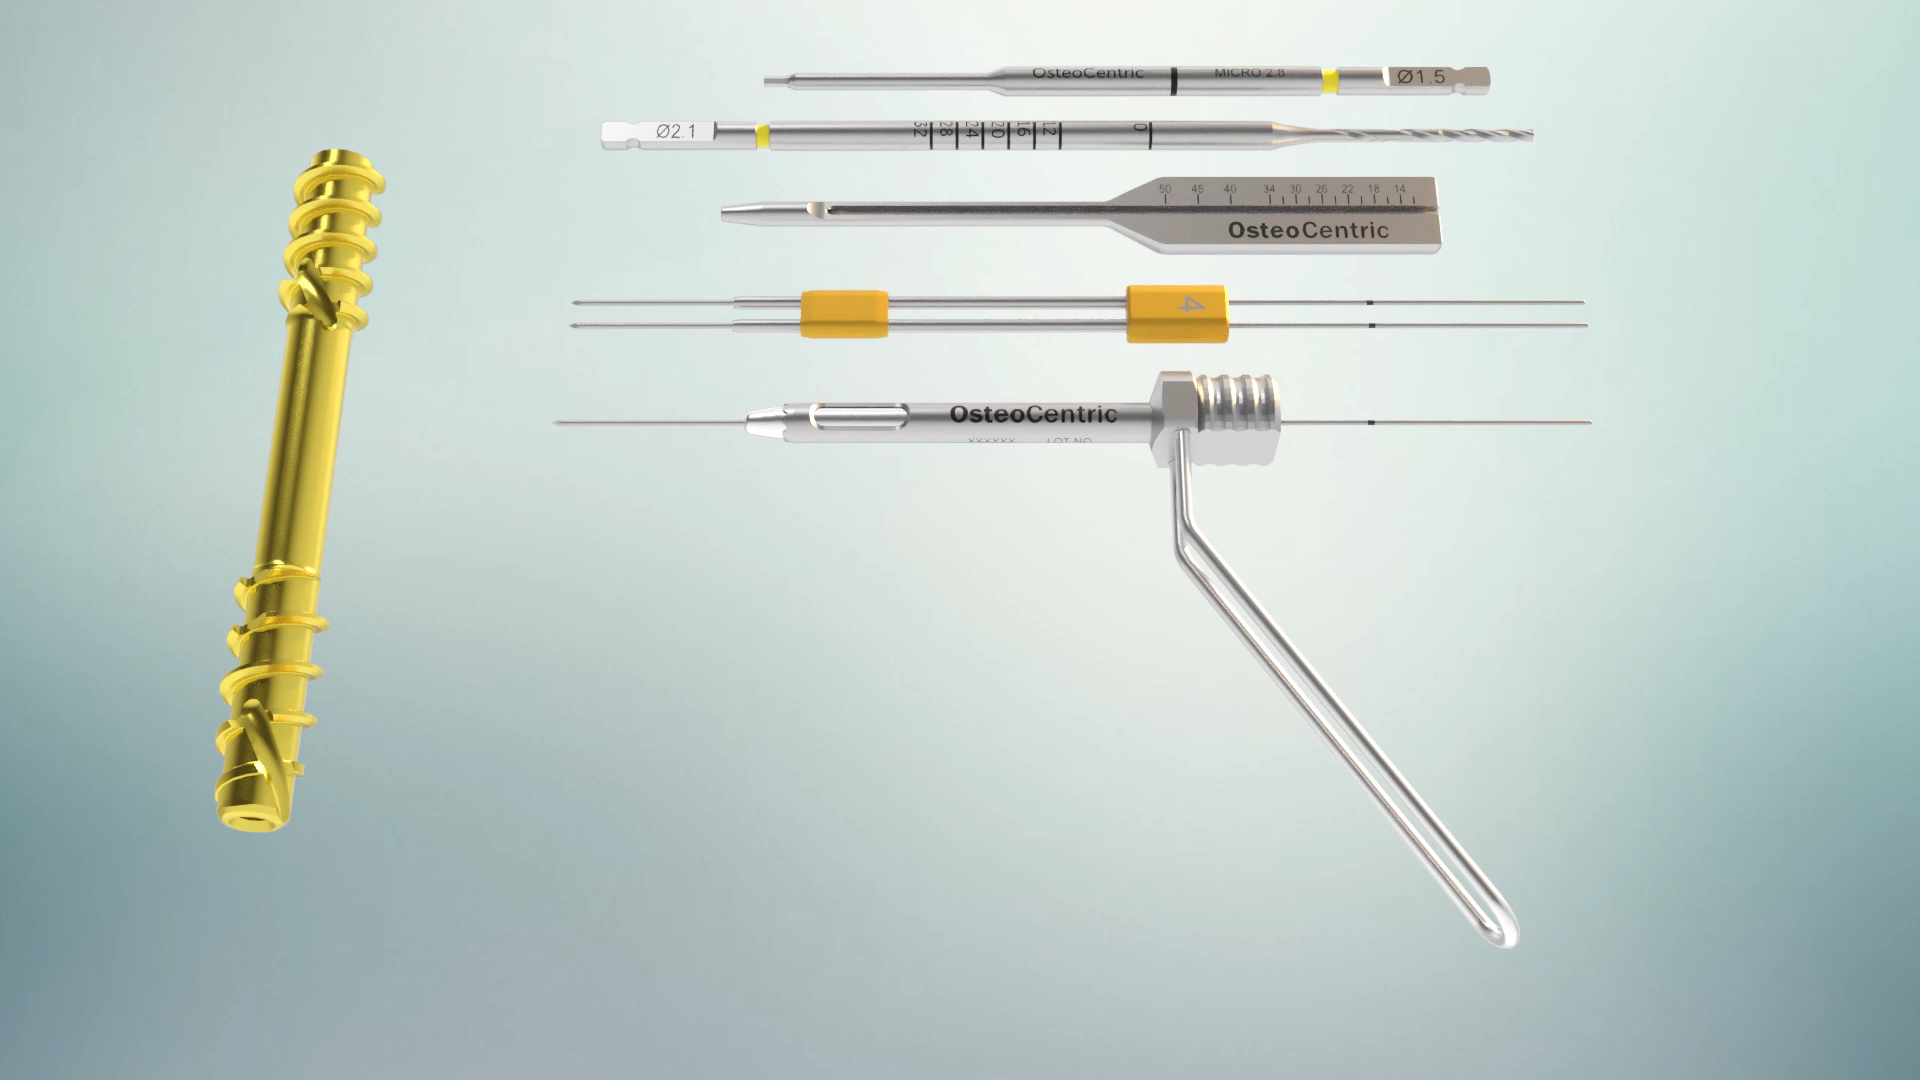 OsteoCentric MICRO 2.8 Ø1.5
Ø2.1 32 28 24 20 16 12 0
50 45 40 34 30 26 22 18 14
OsteoCentric
4
OsteoCentric
XXXXXX LOT NO